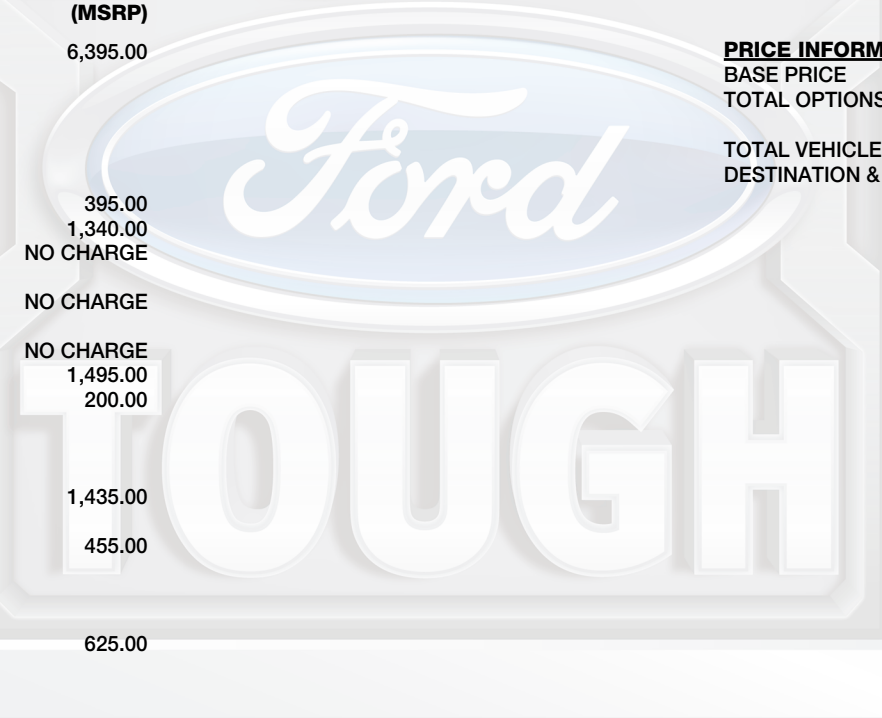 (MSRP)
6,395.00
395.00
1,340.00
NO CHARGE
NO CHARGE
NO CHARGE
1,495.00
200.00
1,435.00
455.00
625.00
PRICE INFORM
BASE PRICE
TOTAL OPTIONS
TOTAL VEHICLE
DESTINATION &
Ford
TOUGH